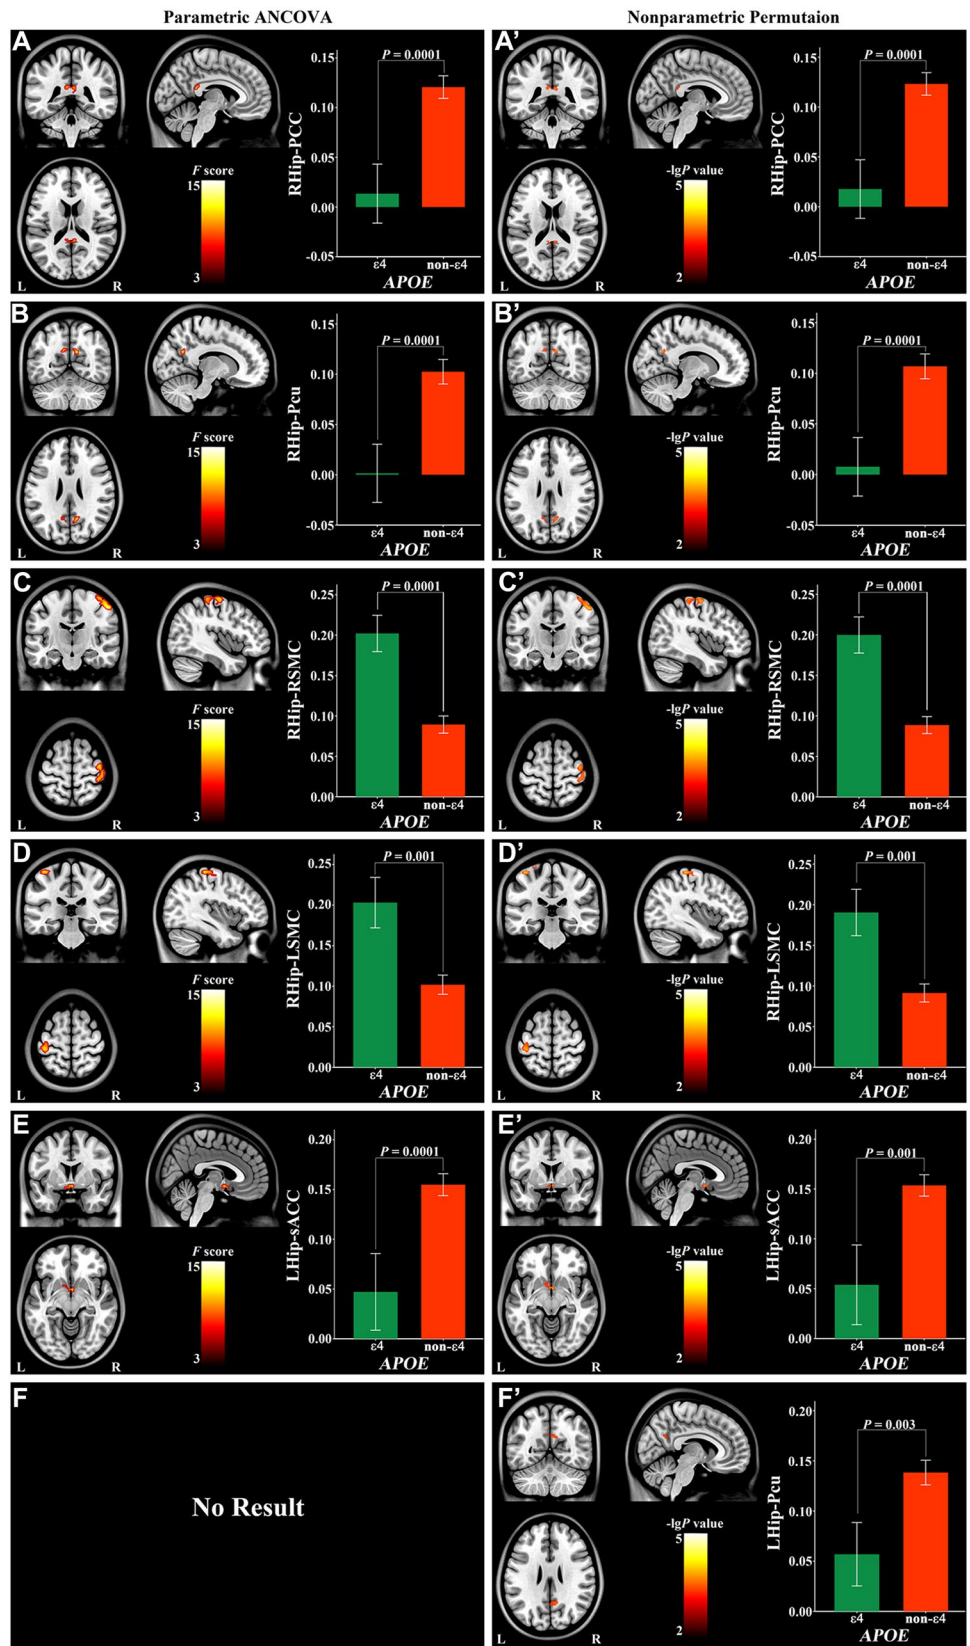 Parametric ANCOVA
Nonparametric Permutaion
A
F score
15
3
L R
RHip-PCC
0.15
0.10
0.05
0.00
-0.05
P = 0.0001
ε4 non-ε4
APOE
A’
-lgP value
5
2
L R
RHip-PCC
0.15
0.10
0.05
0.00
-0.05
P = 0.0001
ε4 non-ε4
APOE
B
F score
15
3
L R
RHip-Pcu
0.15
0.10
0.05
0.00
-0.05
P = 0.0001
ε4 non-ε4
APOE
B’
-lgP value
5
2
L R
RHip-Pcu
0.15
0.10
0.05
0.00
-0.05
P = 0.0001
ε4 non-ε4
APOE
C
F score
15
3
L R
RHip-RSMC
0.25
0.20
0.15
0.10
0.05
0.00
P = 0.0001
ε4 non-ε4
APOE
C’
-lgP value
5
2
L R
RHip-RSMC
0.25
0.20
0.15
0.10
0.05
0.00
P = 0.0001
ε4 non-ε4
APOE
D
F score
15
3
L R
RHip-LSMC
0.25
0.20
0.15
0.10
0.05
0.00
P = 0.001
ε4 non-ε4
APOE
D’
-lgP value
5
2
L R
RHip-LSMC
0.25
0.20
0.15
0.10
0.05
0.00
P = 0.001
ε4 non-ε4
APOE
E
F score
15
3
L R
LHip-sACC
0.20
0.15
0.10
0.05
0.00
P = 0.0001
ε4 non-ε4
APOE
E’
-lgP value
5
2
L R
LHip-sACC
0.20
0.15
0.10
0.05
0.00
P = 0.001
ε4 non-ε4
APOE
F
No Result
F’
-lgP value
5
2
L R
LHip-Pcu
0.20
0.15
0.10
0.05
0.00
P = 0.003
ε4 non-ε4
APOE